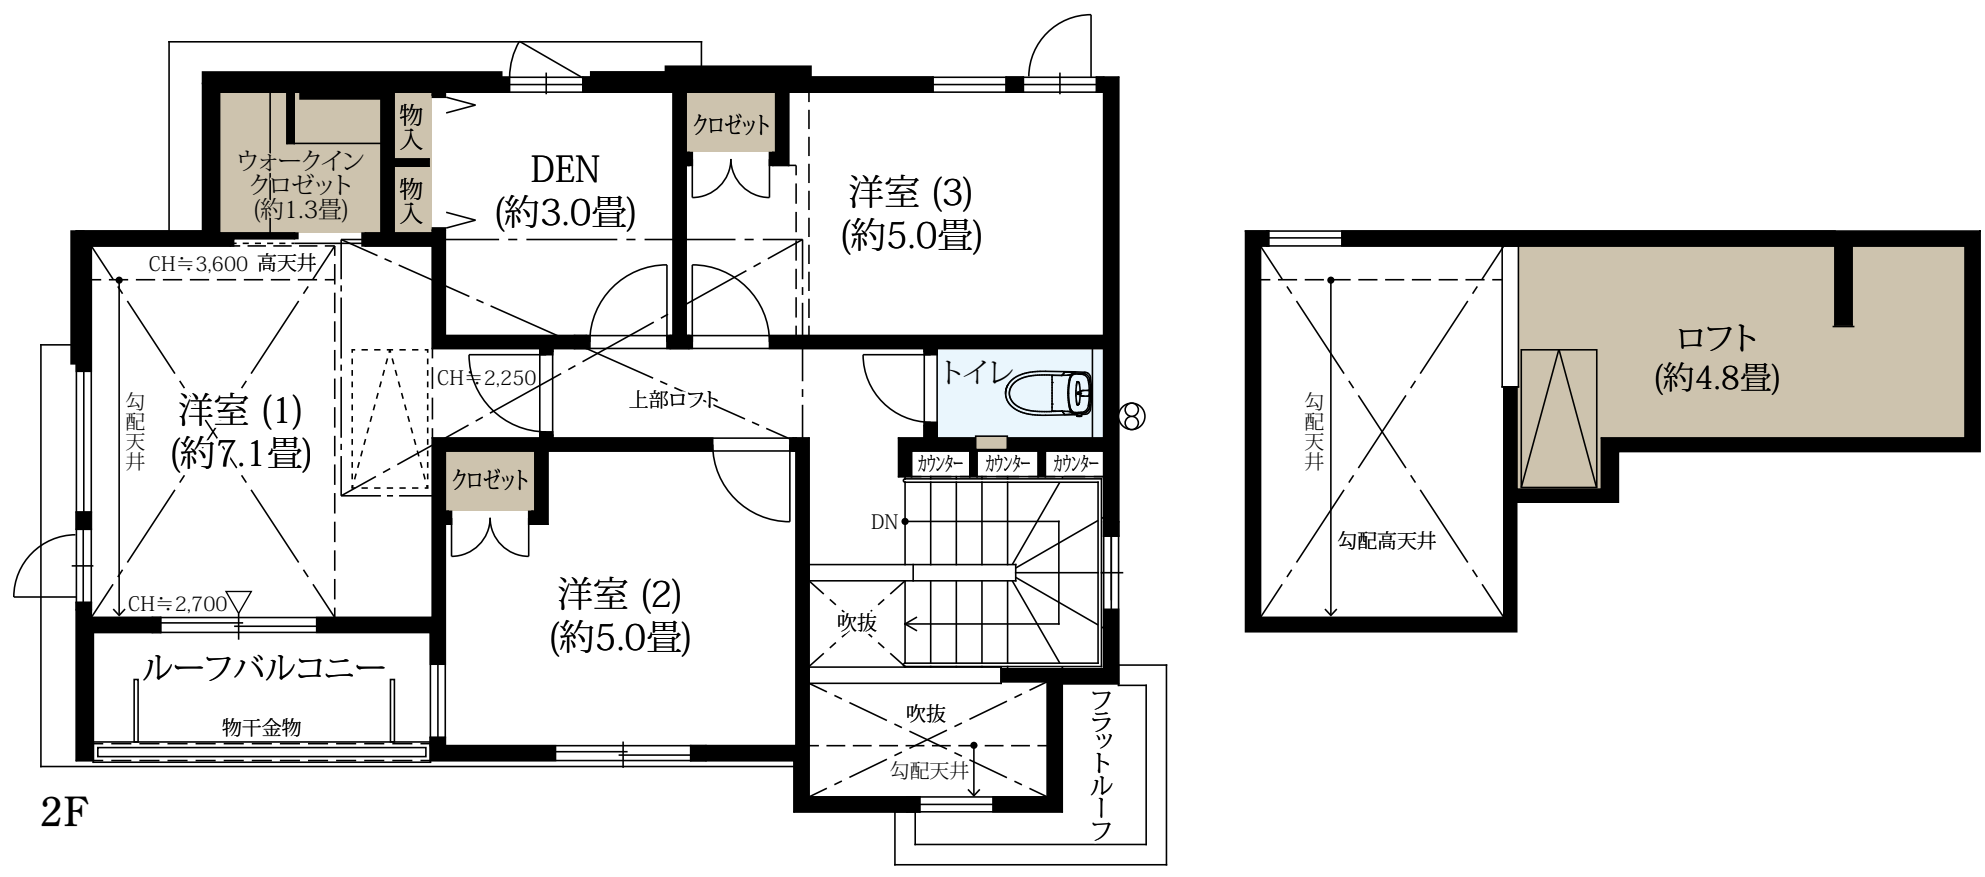 ウォークイン
クロゼット
(約1.3畳)
物入
物入
DEN
(約3.0畳)
クロゼット
洋室 (3)
(約5.0畳)
CH≒3,600 高天井
勾配天井
洋室 (1)
(約7.1畳)
CH≒2,250
上部ロフト
トイレ
カウンター
カウンター
カウンター
クロゼット
DN
洋室 (2)
(約5.0畳)
吹抜
CH≒2,700
ルーフバルコニー
物干金物
吹抜
勾配天井
フラットルーフ
2F
ロフト
(約4.8畳)
勾配天井
勾配高天井